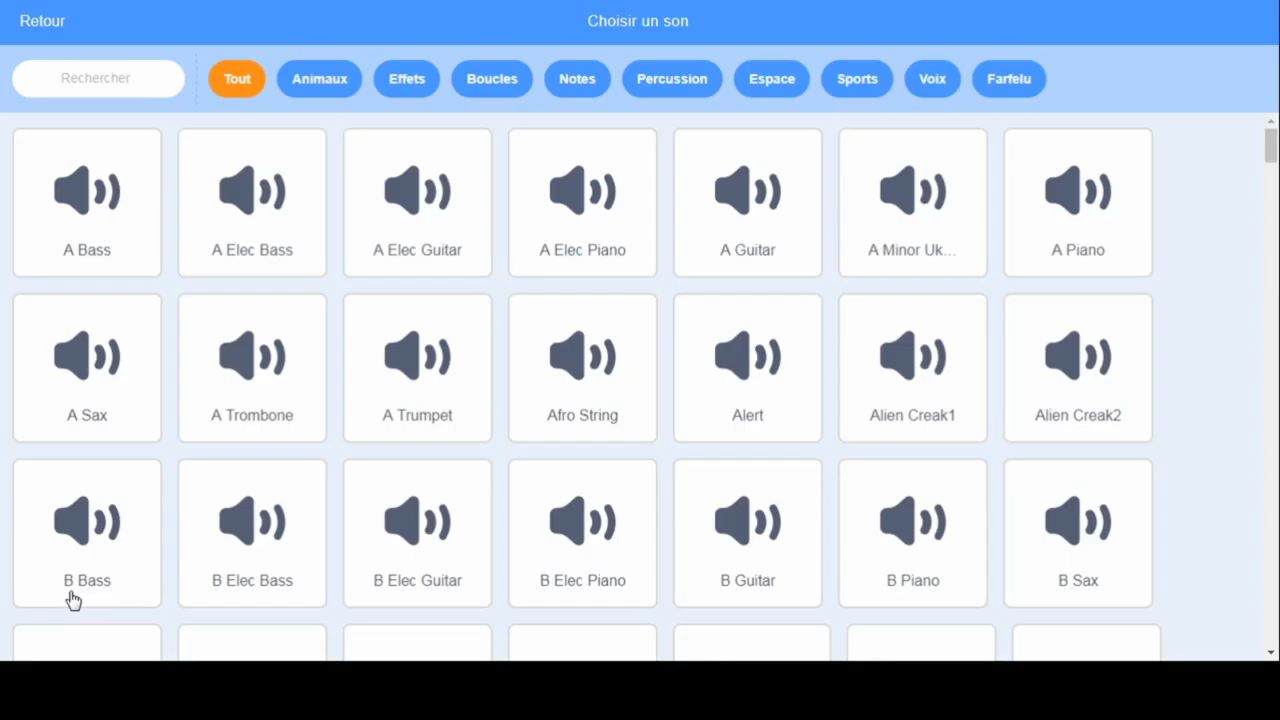 Retour
Choisir un son
Rechercher
Tout
Animaux
Effets
Boucles
Notes
Percussion
Espace
Sports
Voix
Farfelu
A Bass
A Elec Bass
A Elec Guitar
A Elec Piano
A Guitar
A Minor Uk...
A Piano
A Sax
A Trombone
A Trumpet
Afro String
Alert
Alien Creak1
Alien Creak2
B Bass
B Elec Bass
B Elec Guitar
B Elec Piano
B Guitar
B Piano
B Sax